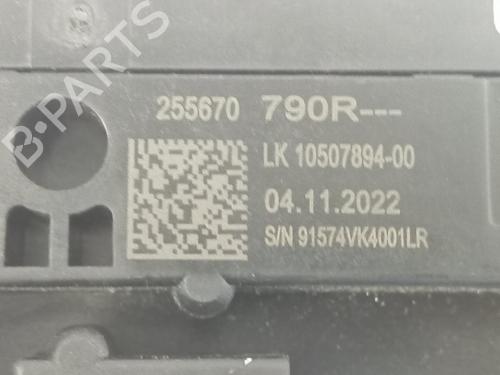 B-PARTS
255670 790R---
LK 10507894-00
04.11.2022
S/N 91574VK4001LR